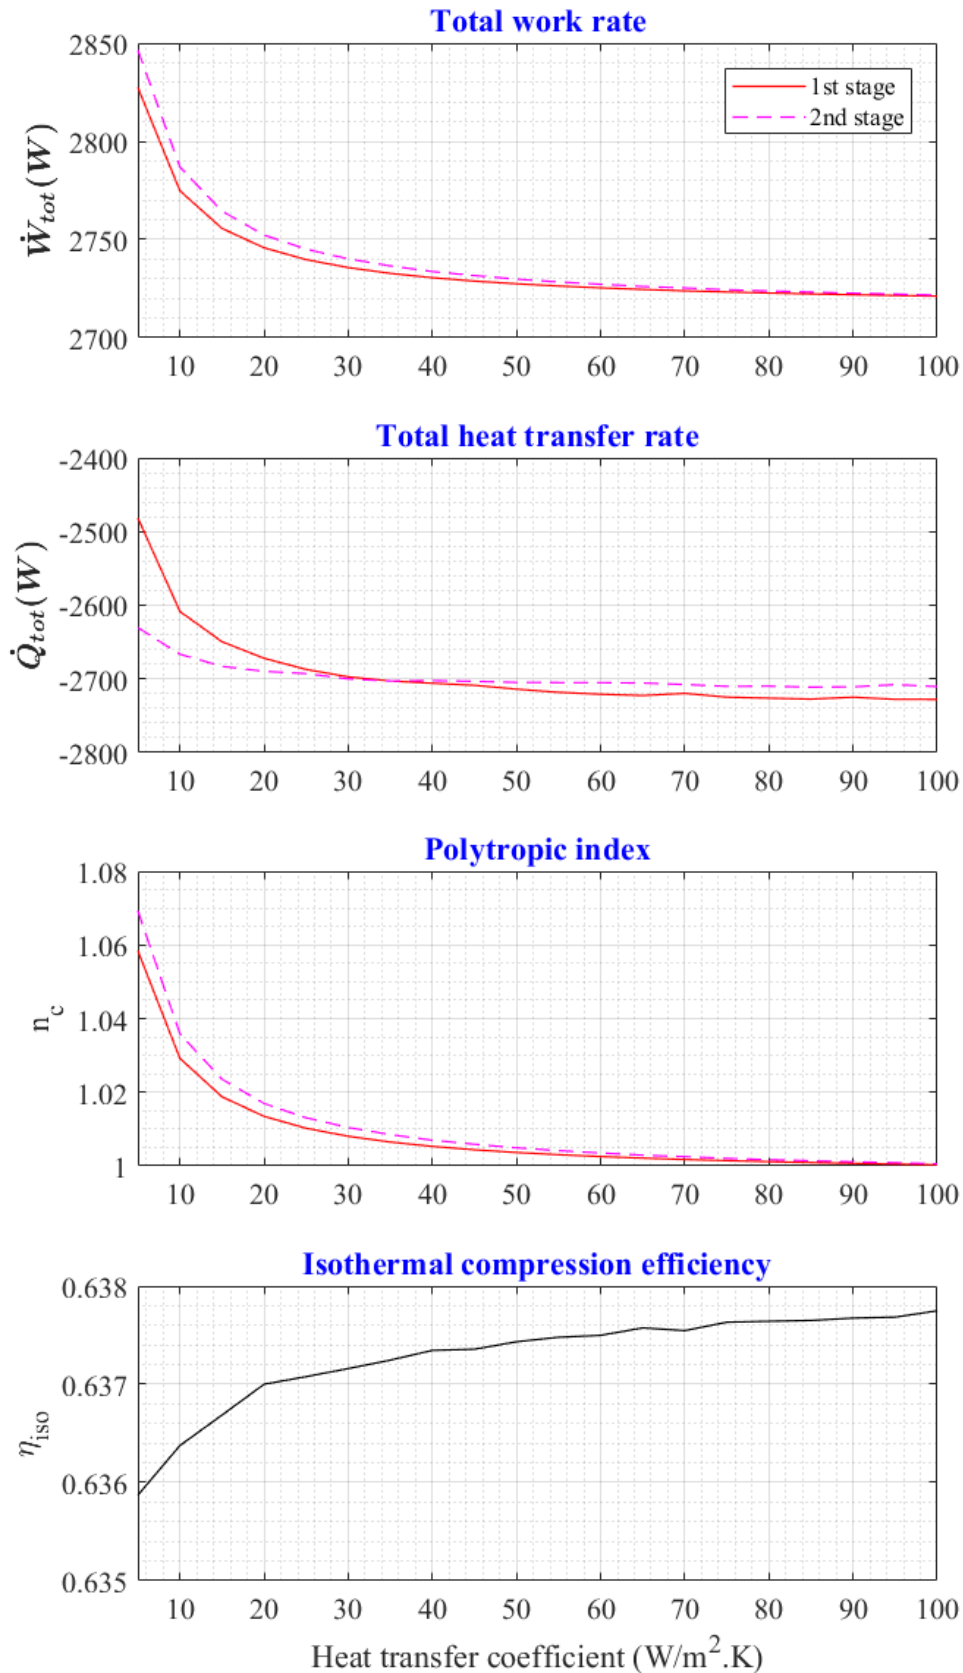 Total work rate
2850
2800
2750
2700
Ẇtot(W)
1st stage
2nd stage
10 20 30 40 50 60 70 80 90 100
Total heat transfer rate
-2400
-2500
-2600
-2700
-2800
Q̇tot(W)
10 20 30 40 50 60 70 80 90 100
Polytropic index
1.08
1.06
1.04
1.02
1
nc
10 20 30 40 50 60 70 80 90 100
Isothermal compression efficiency
0.638
0.637
0.636
0.635
ηiso
10 20 30 40 50 60 70 80 90 100
Heat transfer coefficient (W/m².K)